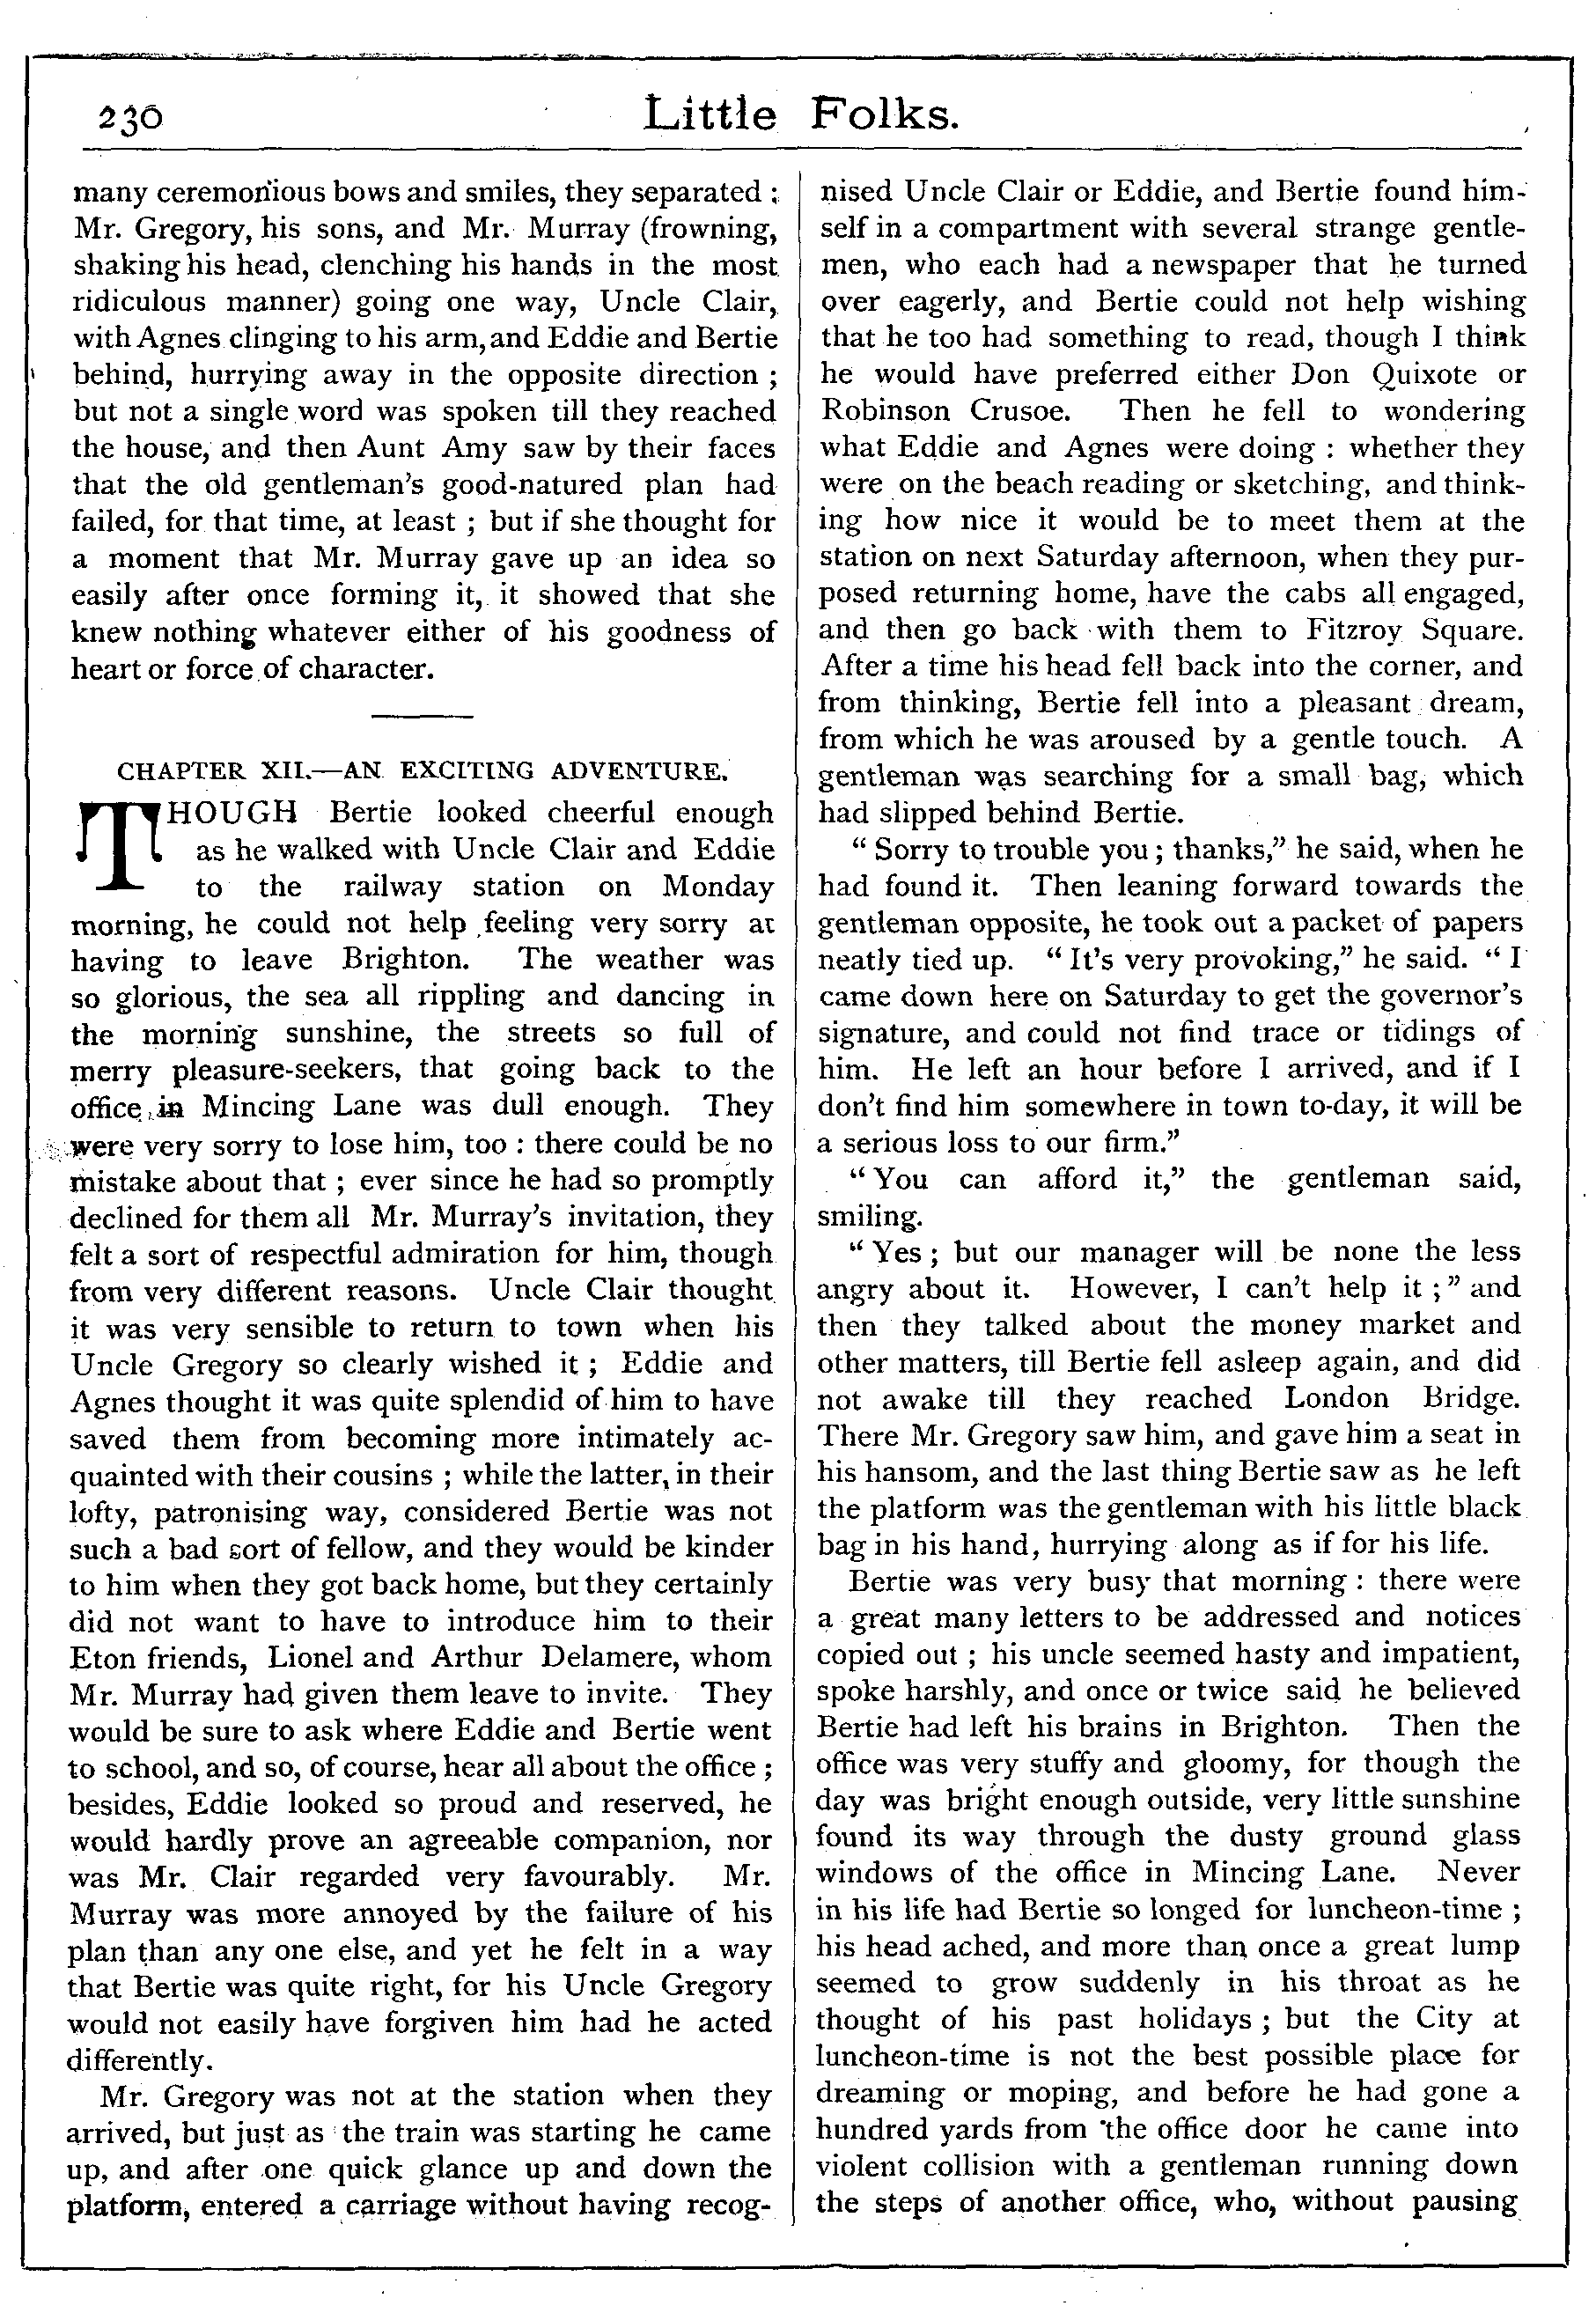 230
Little Folks.
many ceremonious bows and smiles, they separated ;
Mr. Gregory, his sons, and Mr. Murray (frowning,
shaking his head, clenching his hands in the most
ridiculous manner) going one way, Uncle Clair,
with Agnes clinging to his arm, and Eddie and Bertie
behind, hurrying away in the opposite direction ;
but not a single word was spoken till they reached
the house, and then Aunt Amy saw by their faces
that the old gentleman's good-natured plan had
failed, for that time, at least ; but if she thought for
a moment that Mr. Murray gave up an idea so
easily after once forming it, it showed that she
knew nothing whatever either of his goodness of
heart or force of character.
CHAPTER XII.—AN EXCITING ADVENTURE.
THOUGH Bertie looked cheerful enough
as he walked with Uncle Clair and Eddie
to the railway station on Monday
morning, he could not help feeling very sorry at
having to leave Brighton. The weather was
so glorious, the sea all rippling and dancing in
the morning sunshine, the streets so full of
merry pleasure-seekers, that going back to the
office in Mincing Lane was dull enough. They
were very sorry to lose him, too : there could be no
mistake about that ; ever since he had so promptly
declined for them all Mr. Murray's invitation, they
felt a sort of respectful admiration for him, though
from very different reasons. Uncle Clair thought
it was very sensible to return to town when his
Uncle Gregory so clearly wished it ; Eddie and
Agnes thought it was quite splendid of him to have
saved them from becoming more intimately ac-
quainted with their cousins ; while the latter, in their
lofty, patronising way, considered Bertie was not
such a bad sort of fellow, and they would be kinder
to him when they got back home, but they certainly
did not want to have to introduce him to their
Eton friends, Lionel and Arthur Delamere, whom
Mr. Murray had given them leave to invite. They
would be sure to ask where Eddie and Bertie went
to school, and so, of course, hear all about the office ;
besides, Eddie looked so proud and reserved, he
would hardly prove an agreeable companion, nor
was Mr. Clair regarded very favourably. Mr.
Murray was more annoyed by the failure of his
plan than any one else, and yet he felt in a way
that Bertie was quite right, for his Uncle Gregory
would not easily have forgiven him had he acted
differently.
Mr. Gregory was not at the station when they
arrived, but just as the train was starting he came
up, and after one quick glance up and down the
platform, entered a carriage without having recog-
nised Uncle Clair or Eddie, and Bertie found him-
self in a compartment with several strange gentle-
men, who each had a newspaper that he turned
over eagerly, and Bertie could not help wishing
that he too had something to read, though I think
he would have preferred either Don Quixote or
Robinson Crusoe. Then he fell to wondering
what Eddie and Agnes were doing : whether they
were on the beach reading or sketching, and think-
ing how nice it would be to meet them at the
station on next Saturday afternoon, when they pur-
posed returning home, have the cabs all engaged,
and then go back with them to Fitzroy Square.
After a time his head fell back into the corner, and
from thinking, Bertie fell into a pleasant dream,
from which he was aroused by a gentle touch. A
gentleman was searching for a small bag, which
had slipped behind Bertie.
" Sorry to trouble you ; thanks," he said, when he
had found it. Then leaning forward towards the
gentleman opposite, he took out a packet of papers
neatly tied up. " It's very provoking," he said. " I
came down here on Saturday to get the governor's
signature, and could not find trace or tidings of
him. He left an hour before I arrived, and if I
don't find him somewhere in town to-day, it will be
a serious loss to our firm."
" You can afford it," the gentleman said,
smiling.
" Yes ; but our manager will be none the less
angry about it. However, I can't help it ; " and
then they talked about the money market and
other matters, till Bertie fell asleep again, and did
not awake till they reached London Bridge.
There Mr. Gregory saw him, and gave him a seat in
his hansom, and the last thing Bertie saw as he left
the platform was the gentleman with his little black
bag in his hand, hurrying along as if for his life.
Bertie was very busy that morning : there were
a great many letters to be addressed and notices
copied out ; his uncle seemed hasty and impatient,
spoke harshly, and once or twice said he believed
Bertie had left his brains in Brighton. Then the
office was very stuffy and gloomy, for though the
day was bright enough outside, very little sunshine
found its way through the dusty ground glass
windows of the office in Mincing Lane. Never
in his life had Bertie so longed for luncheon-time ;
his head ached, and more than once a great lump
seemed to grow suddenly in his throat as he
thought of his past holidays ; but the City at
luncheon-time is not the best possible place for
dreaming or moping, and before he had gone a
hundred yards from the office door he came into
violent collision with a gentleman running down
the steps of another office, who, without pausing